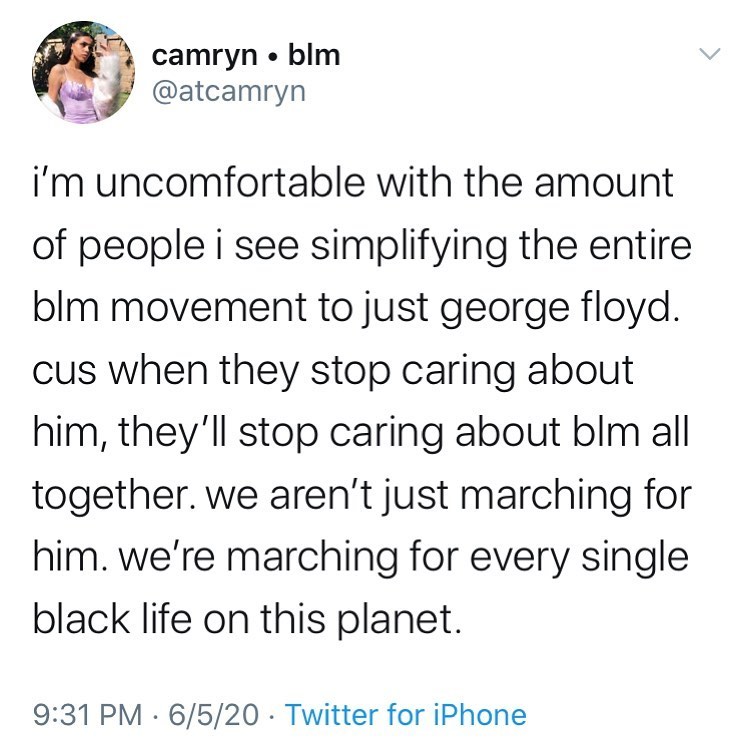 camryn • blm
@atcamryn
i'm uncomfortable with the amount
of people i see simplifying the entire
blm movement to just george floyd.
cus when they stop caring about
him, they'll stop caring about blm all
together. we aren't just marching for
him. we're marching for every single
black life on this planet.
9:31 PM · 6/5/20 · Twitter for iPhone